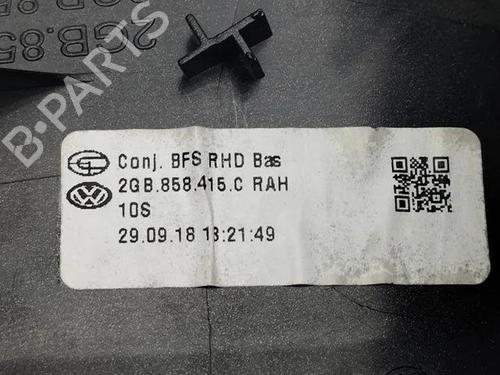 2GB.85
Conj. BFS RHD Bas
2GB.858.415.C RAH
10S
29.09.18 13:21:49
B-PARTS